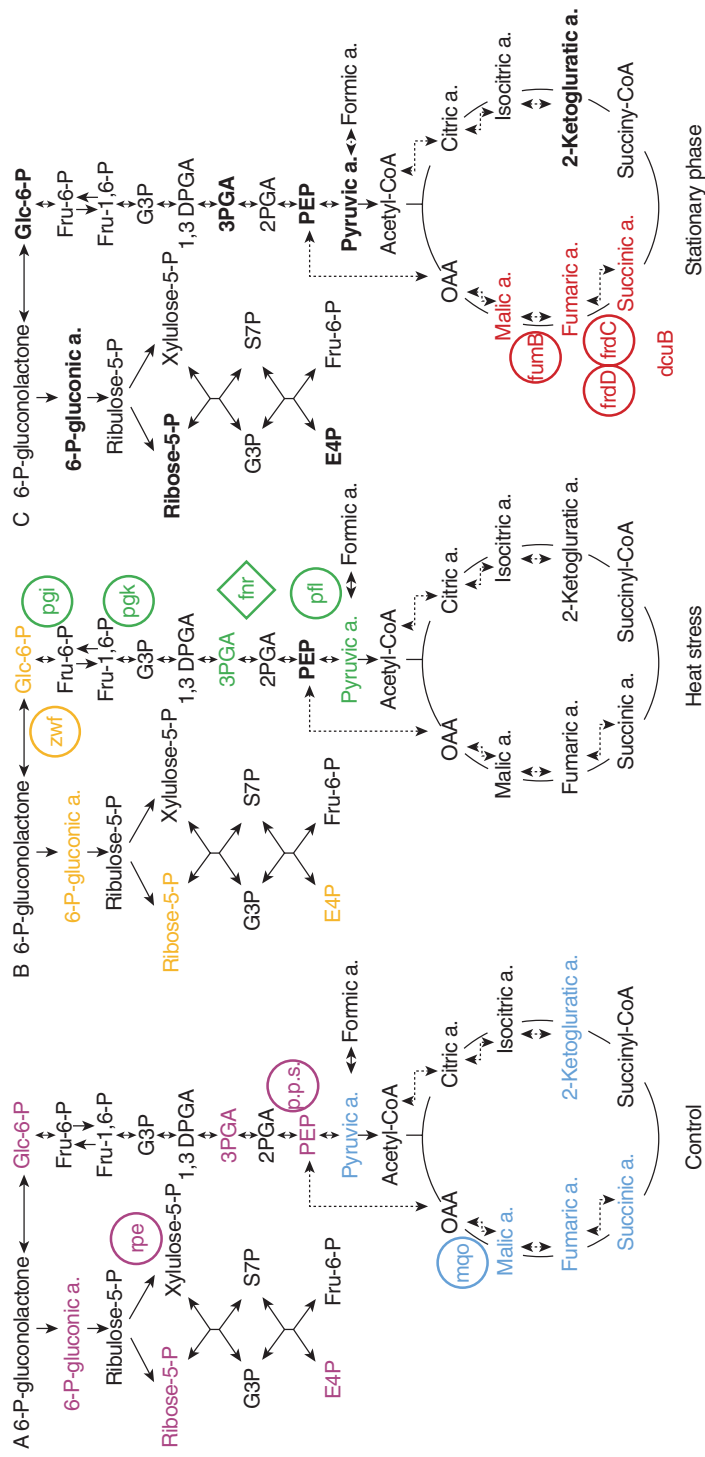 A 6-P-gluconolactone
Glc-6-P
6-P-gluconic a.
Fru-6-P
Ribulose-5-P
Fru-1,6-P
rpe
G3P
Ribose-5-P
Xylulose-5-P
1,3 DPGA
3PGA
G3P
S7P
2PGA
p.p.s.
E4P
Fru-6-P
PEP
Pyruvic a.
Formic a.
Acetyl-CoA
OAA
Citric a.
mqo
Malic a.
Isocitric a.
Fumaric a.
2-Ketogluratic a.
Succinic a.
Succinyl-CoA
Control
B 6-P-gluconolactone
zwf
Glc-6-P
pgi
6-P-gluconic a.
Fru-6-P
Ribulose-5-P
Fru-1,6-P
pgk
G3P
Ribose-5-P
Xylulose-5-P
1,3 DPGA
3PGA
fnr
G3P
S7P
2PGA
E4P
Fru-6-P
PEP
pfl
Pyruvic a.
Formic a.
Acetyl-CoA
OAA
Citric a.
Malic a.
Isocitric a.
Fumaric a.
2-Ketogluratic a.
Succinic a.
Succinyl-CoA
Heat stress
C 6-P-gluconolactone
Glc-6-P
6-P-gluconic a.
Fru-6-P
Ribulose-5-P
Fru-1,6-P
G3P
Ribose-5-P
Xylulose-5-P
1,3 DPGA
3PGA
G3P
S7P
2PGA
E4P
Fru-6-P
PEP
Pyruvic a.
Formic a.
Acetyl-CoA
OAA
Citric a.
Malic a.
Isocitric a.
fumB
Fumaric a.
2-Ketogluratic a.
frdD
frdC
Succinic a.
Succiny-CoA
dcuB
Stationary phase